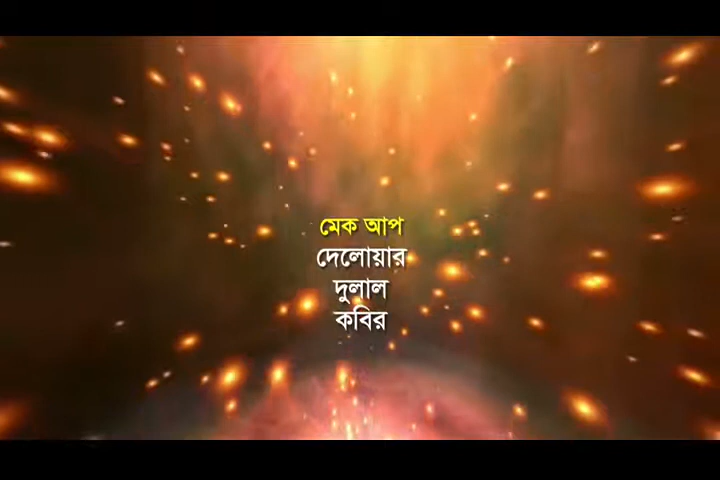 মেক আপ
দেলোয়ার
দুলাল
কবির